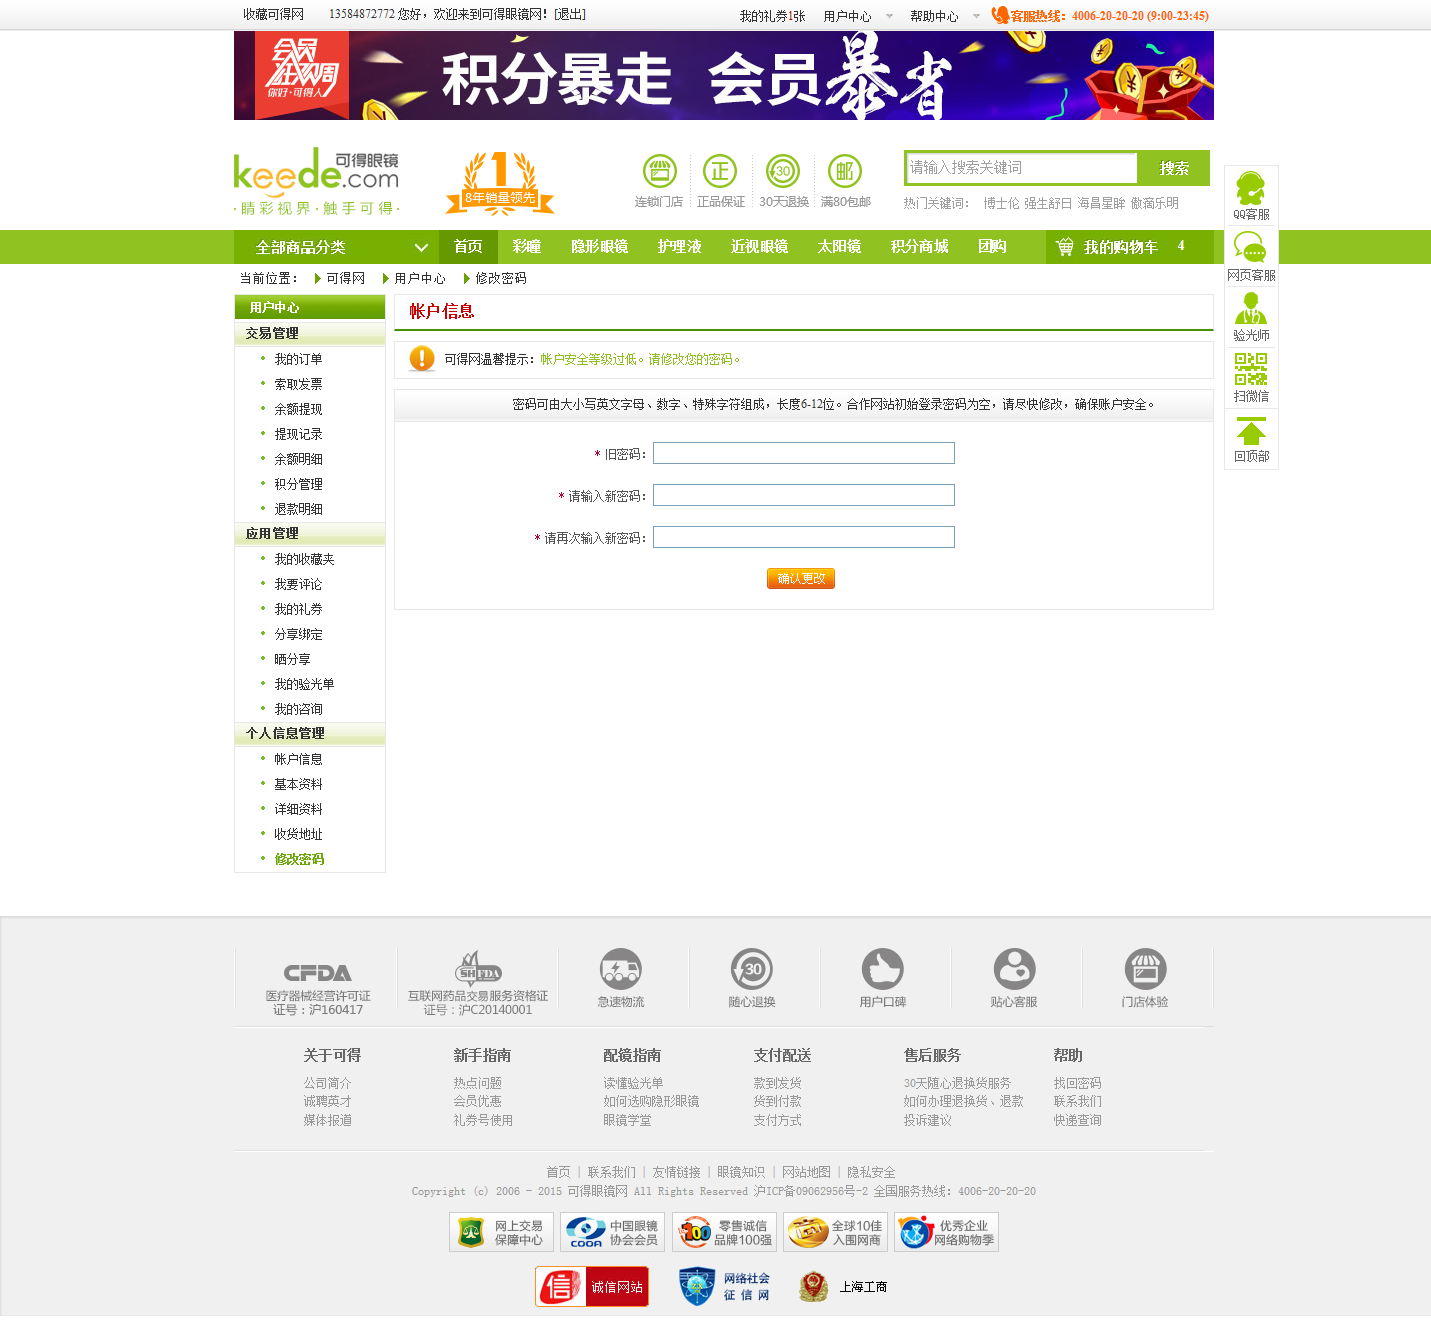 收藏可得网 13584872772 您好，欢迎来到可得眼镜网！[退出] 我的礼券1张 用户中心 帮助中心 客服热线：4006-20-20-20 (9:00-23:45)
会员狂欢周
你好·可得人
积分暴走 会员暴省
keede.com 可得眼镜
·睛彩视界·触手可得·
1
8年销量领先
连锁门店 正品保证 30天退换 满80包邮
正 30 邮
请输入搜索关键词 搜索
热门关键词： 博士伦 强生舒日 海昌星眸 傲滴乐明
全部商品分类 首页 彩瞳 隐形眼镜 护理液 近视眼镜 太阳镜 积分商城 团购 我的购物车 4
QQ客服
网页客服
验光师
扫微信
回顶部
当前位置： 可得网 用户中心 修改密码
用户中心
交易管理
我的订单
索取发票
余额提现
提现记录
余额明细
积分管理
退款明细
应用管理
我的收藏夹
我要评论
我的礼券
分享绑定
晒分享
我的验光单
我的咨询
个人信息管理
帐户信息
基本资料
详细资料
收货地址
修改密码
帐户信息
可得网温馨提示：帐户安全等级过低。请修改您的密码。
密码可由大小写英文字母、数字、特殊字符组成，长度6-12位。合作网站初始登录密码为空，请尽快修改，确保账户安全。
* 旧密码：
* 请输入新密码：
* 请再次输入新密码：
确认更改
CFDA
医疗器械经营许可证
证号：沪160417
SHFDA
互联网药品交易服务资格证
证号：沪C20140001
急速物流
30
随心退换
用户口碑
贴心客服
门店体验
关于可得 新手指南 配镜指南 支付配送 售后服务 帮助
公司简介 热点问题 读懂验光单 款到发货 30天随心退换货服务 找回密码
诚聘英才 会员优惠 如何选购隐形眼镜 货到付款 如何办理退换货、退款 联系我们
媒体报道 礼券号使用 眼镜学堂 支付方式 投诉建议 快递查询
首页 | 联系我们 | 友情链接 | 眼镜知识 | 网站地图 | 隐私安全
Copyright (c) 2006 - 2015 可得眼镜网 All Rights Reserved 沪ICP备09062956号-2 全国服务热线：4006-20-20-20
网上交易
保障中心
COOA
中国眼镜
协会会员
100
零售诚信
品牌100强
全球10佳
入围网商
优秀企业
网络购物季
信 诚信网站
网络社会
征信网
上海工商